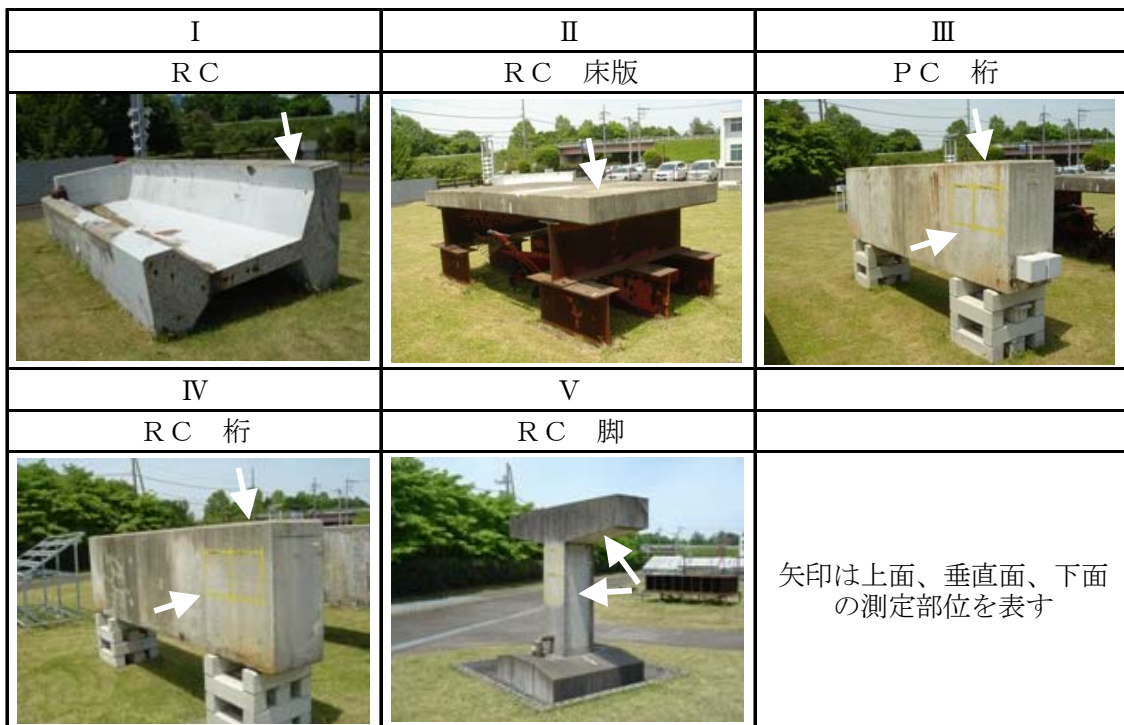 Ⅰ
Ⅱ
Ⅲ
ＲＣ
ＲＣ　床版
ＰＣ　桁
Ⅳ
Ⅴ
ＲＣ　桁
ＲＣ　脚
矢印は上面、垂直面、下面
の測定部位を表す